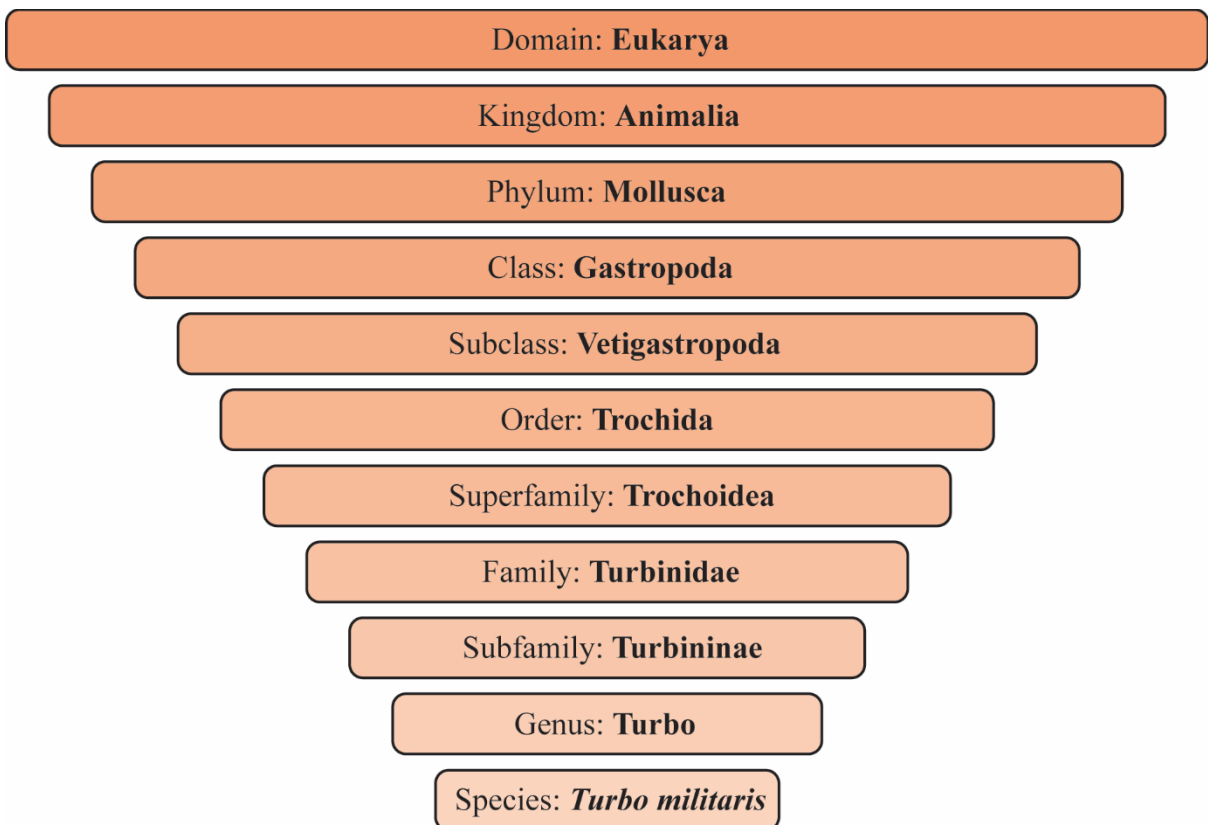 Domain: Eukarya
Kingdom: Animalia
Phylum: Mollusca
Class: Gastropoda
Subclass: Vetigastropoda
Order: Trochida
Superfamily: Trochoidea
Family: Turbinidae
Subfamily: Turbininae
Genus: Turbo
Species: Turbo militaris